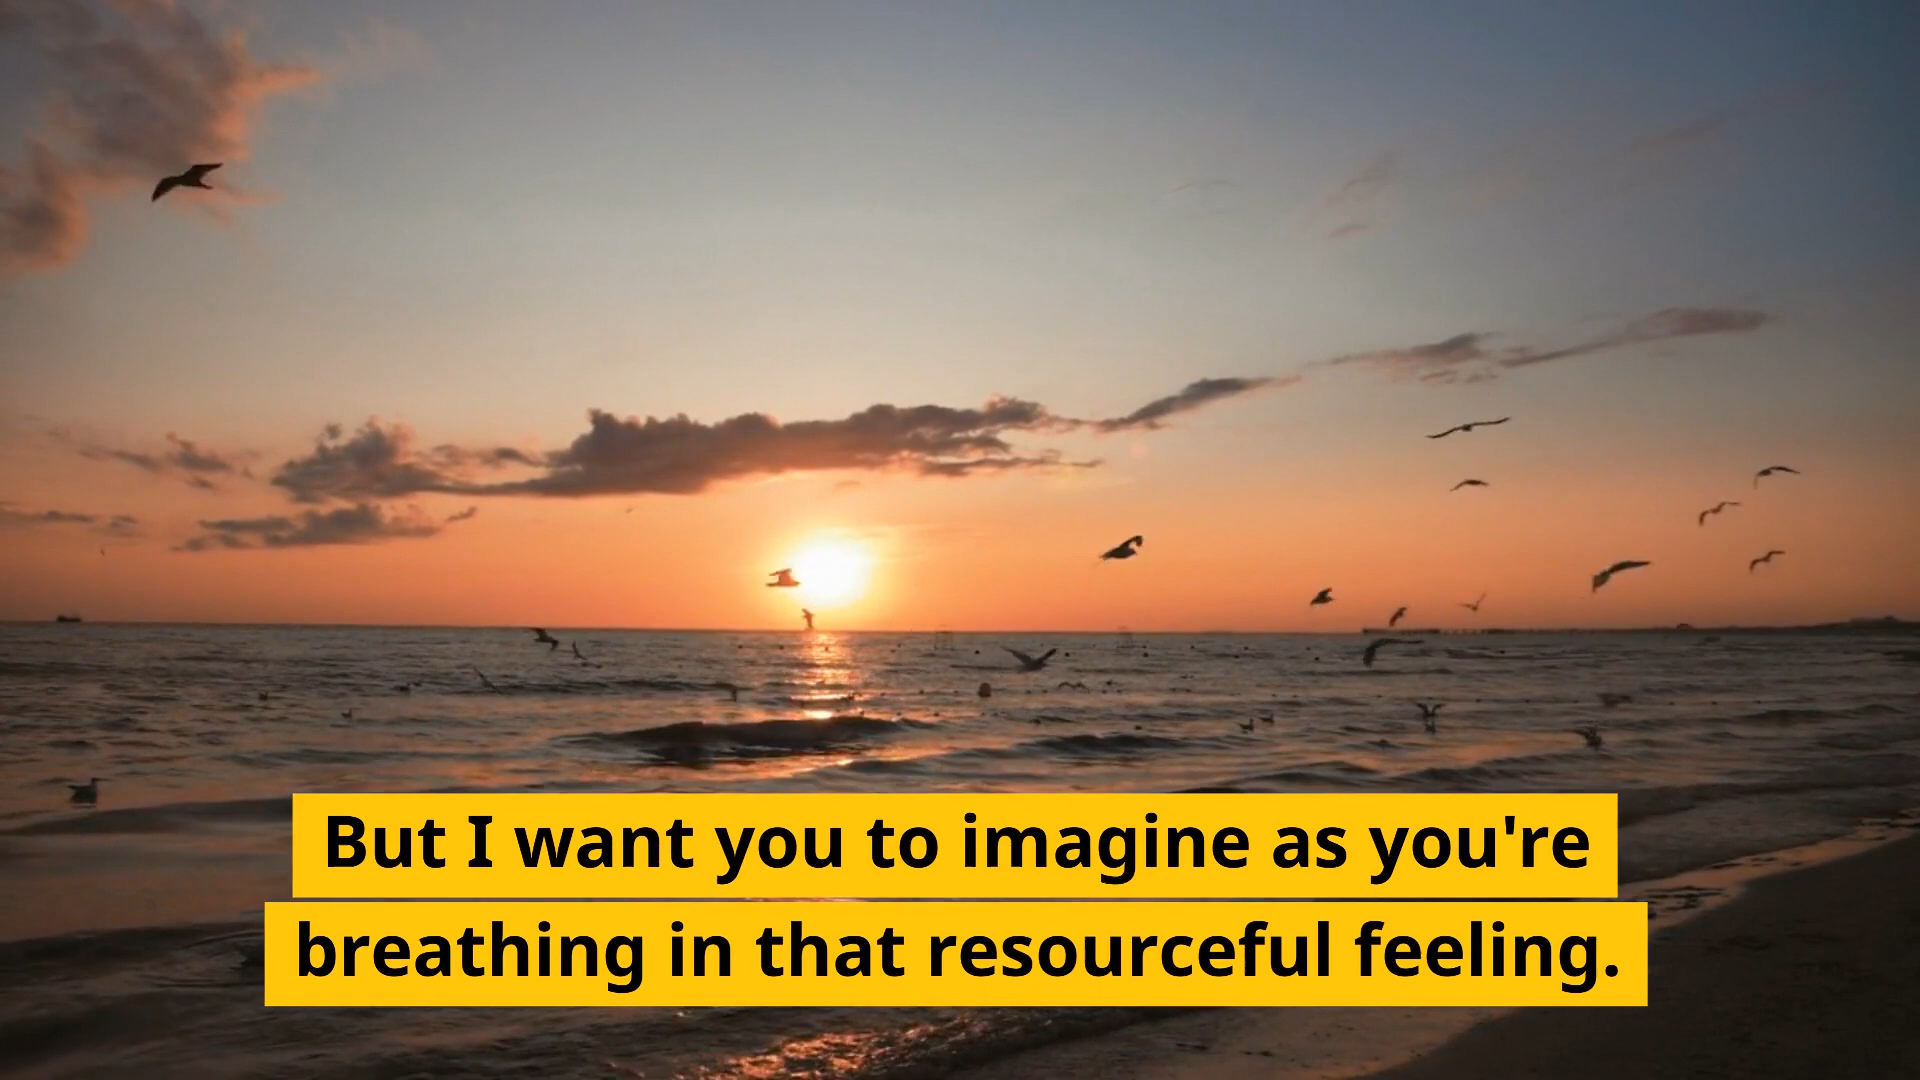 But I want you to imagine as you're
breathing in that resourceful feeling.